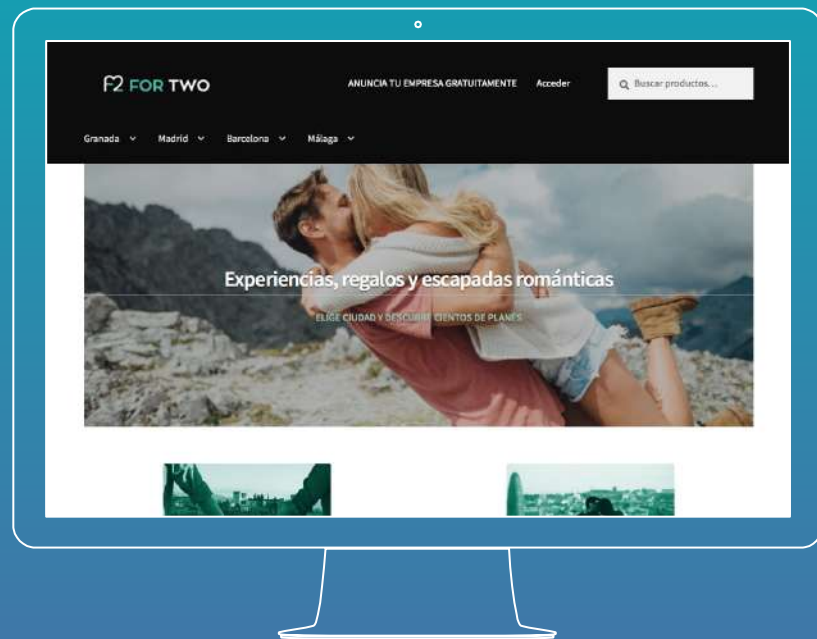 F2 FOR TWO
ANUNCIA TU EMPRESA GRATUITAMENTE Acceder Buscar productos...
Granada Madrid Barcelona Málaga
Experiencias, regalos y escapadas románticas
ELIGE CIUDAD Y DESCUBRE CIENTOS DE PLANES